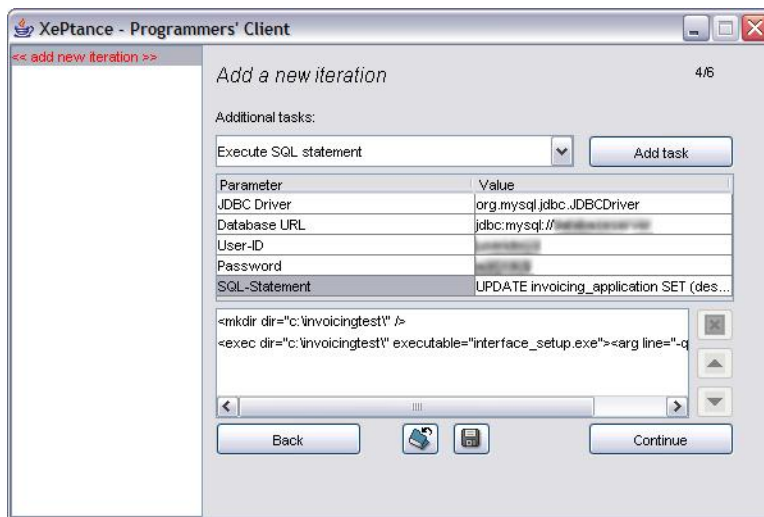 XePtance - Programmers' Client
<< add new iteration >>
Add a new iteration
4/6
Additional tasks:
Execute SQL statement
Add task
Parameter Value
JDBC Driver org.mysql.jdbc.JDBCDriver
Database URL jdbc:mysql://
User-ID
Password
SQL-Statement UPDATE invoicing_application SET (des...
<mkdir dir="c:\invoicingtest\" />
<exec dir="c:\invoicingtest\" executable="interface_setup.exe"><arg line="-q
Back
Continue